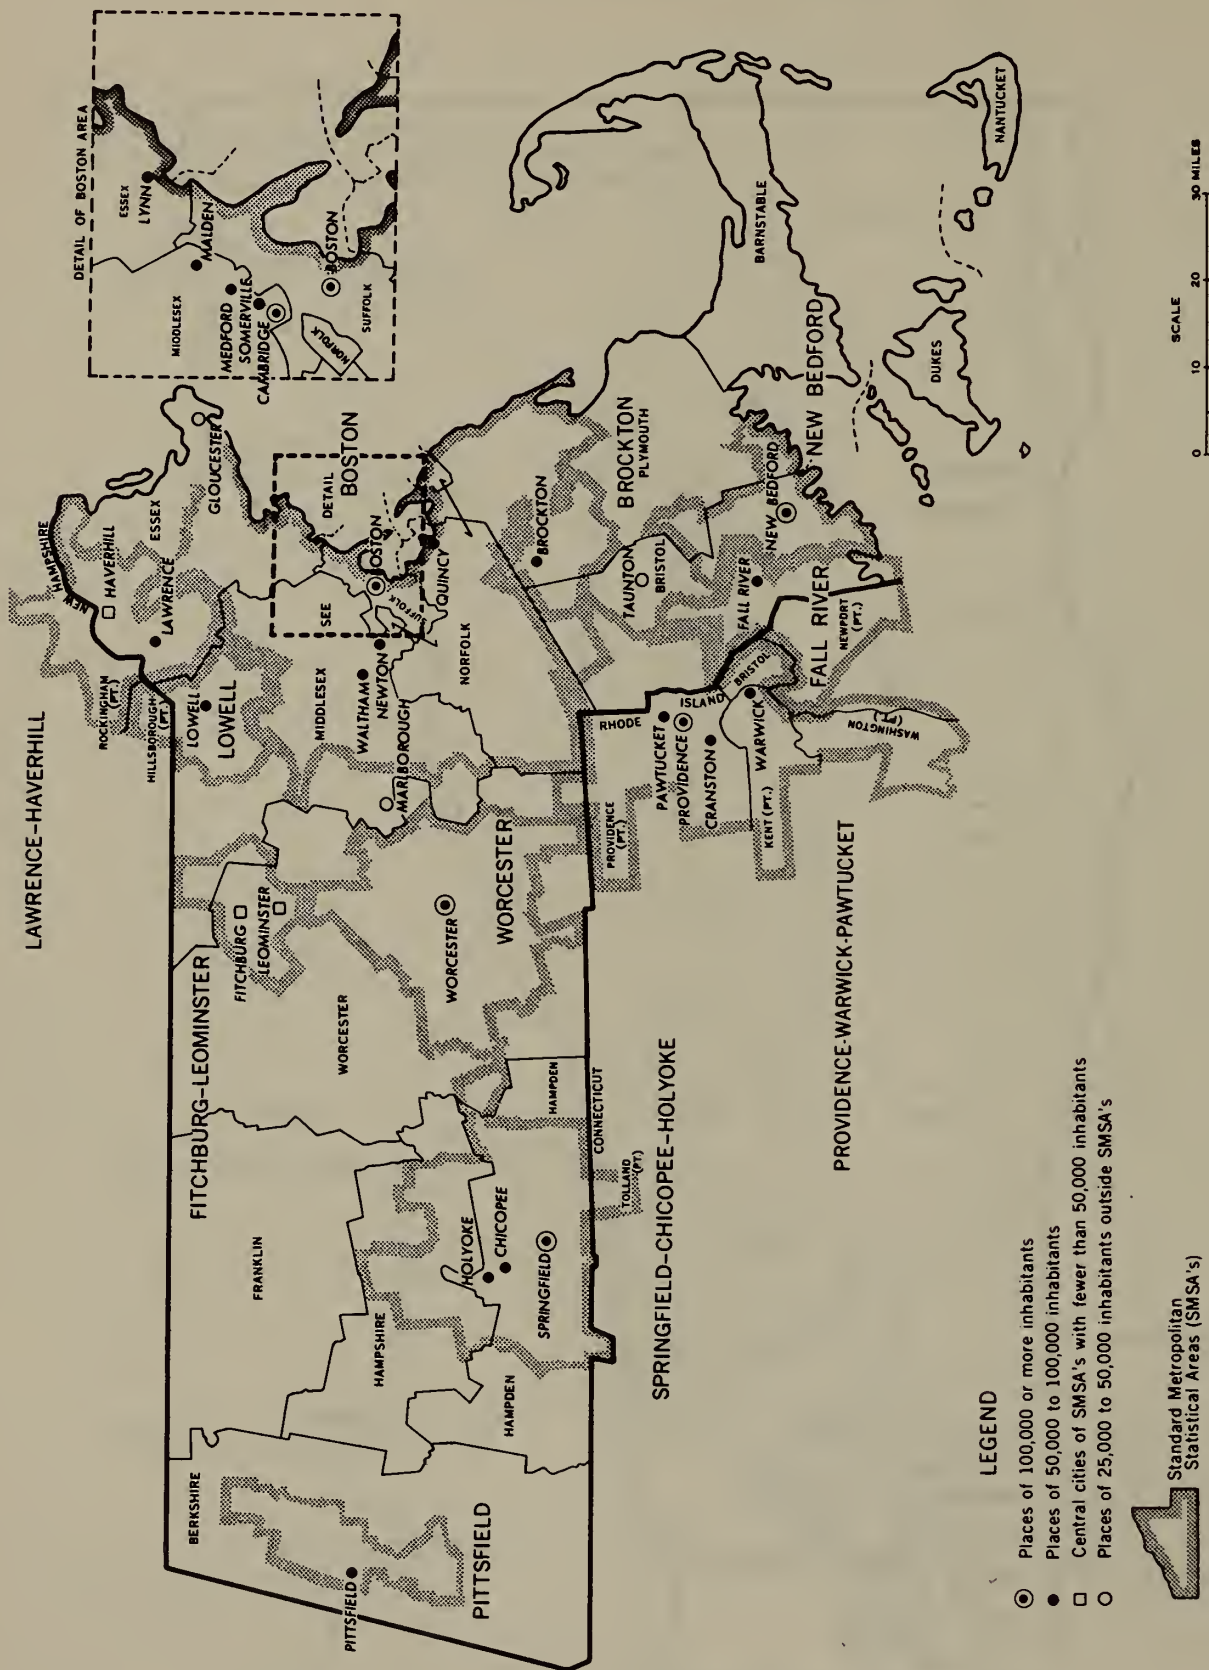 LAWRENCE-HAVERHILL
DETAIL OF BOSTON AREA
ESSEX
LYNN
MALDEN
MIDDLESEX
MEDFORD
SOMERVILLE
CAMBRIDGE
BOSTON
NORFOLK
SUFFOLK
NEW HAMPSHIRE
ROCKINGHAM
(PT.)
HILLSBOROUGH
(PT.)
HAVERHILL
LAWRENCE
ESSEX
GLOUCESTER
LOWELL
LOWELL
MIDDLESEX
SEE
DETAIL
BOSTON
BOSTON
SUFFOLK
WALTHAM
NEWTON
QUINCY
MARLBOROUGH
NORFOLK
FITCHBURG-LEOMINSTER
FITCHBURG
LEOMINSTER
WORCESTER
WORCESTER
WORCESTER
FRANKLIN
HAMPSHIRE
HOLYOKE
CHICOPEE
SPRINGFIELD
HAMPDEN
HAMPDEN
BERKSHIRE
PITTSFIELD
PITTSFIELD
CONNECTICUT
TOLLAND
(PT.)
SPRINGFIELD-CHICOPEE-HOLYOKE
BROCKTON
BROCKTON
PLYMOUTH
TAUNTON
BRISTOL
FALL RIVER
FALL RIVER
NEW BEDFORD
NEW BEDFORD
NEWPORT
(PT.)
RHODE ISLAND
BRISTOL
PROVIDENCE
(PT.)
PAWTUCKET
PROVIDENCE
CRANSTON
WARWICK
KENT (PT.)
WASHINGTON
(PT.)
PROVIDENCE-WARWICK-PAWTUCKET
BARNSTABLE
DUKES
NANTUCKET
LEGEND
Places of 100,000 or more inhabitants
Places of 50,000 to 100,000 inhabitants
Central cities of SMSA's with fewer than 50,000 inhabitants
Places of 25,000 to 50,000 inhabitants outside SMSA's
Standard Metropolitan
Statistical Areas (SMSA's)
SCALE
0 10 20 30 MILES